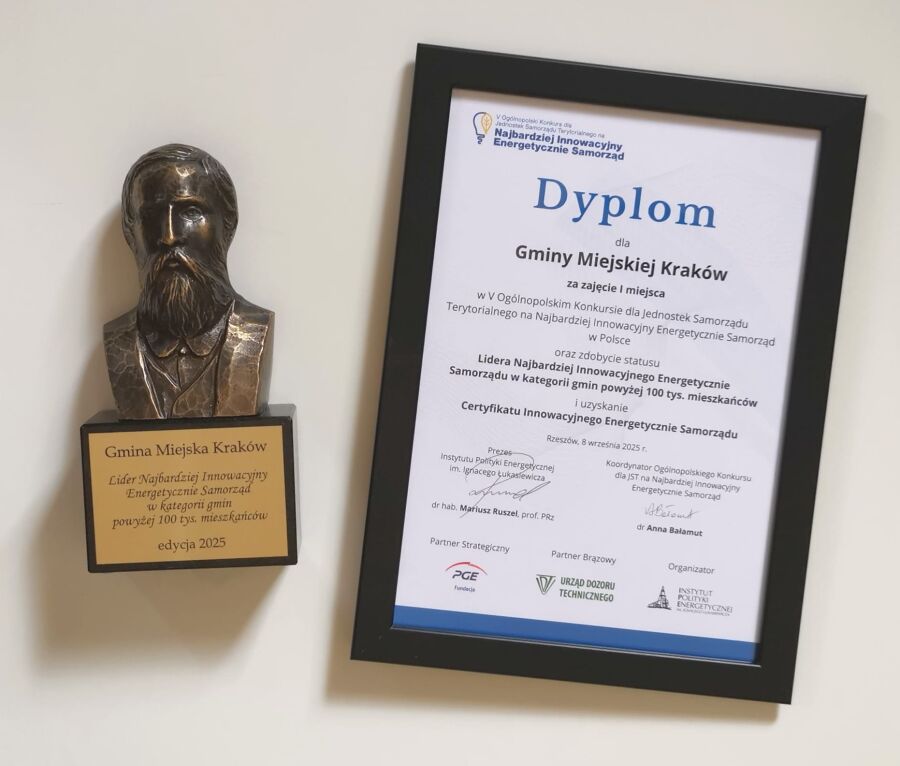 Gmina Miejska Kraków
Lider Najbardziej Innowacyjny
Energetycznie Samorząd
w kategorii gmin
powyżej 100 tys. mieszkańców
edycja 2025
V Ogólnopolski Konkurs dla
Jednostek Samorządu Terytorialnego na
Najbardziej Innowacyjny
Energetycznie Samorząd
Dyplom
dla
Gminy Miejskiej Kraków
za zajęcie I miejsca
w V Ogólnopolskim Konkursie dla Jednostek Samorządu
Terytorialnego na Najbardziej Innowacyjny Energetycznie Samorząd
w Polsce
oraz zdobycie statusu
Lidera Najbardziej Innowacyjnego Energetycznie
Samorządu w kategorii gmin powyżej 100 tys. mieszkańców
i uzyskanie
Certyfikatu Innowacyjnego Energetycznie Samorządu
Rzeszów, 8 września 2025 r.
Prezes
Instytutu Polityki Energetycznej
im. Ignacego Łukasiewicza
dr hab. Mariusz Ruszel, prof. PRz
Koordynator Ogólnopolskiego Konkursu
dla JST na Najbardziej Innowacyjny
Energetycznie Samorząd
ABałamut
dr Anna Bałamut
Partner Strategiczny
PGE
Fundacja
Partner Brązowy
URZĄD DOZORU
TECHNICZNEGO
Organizator
INSTYTUT
POLITYKI
ENERGETYCZNEJ